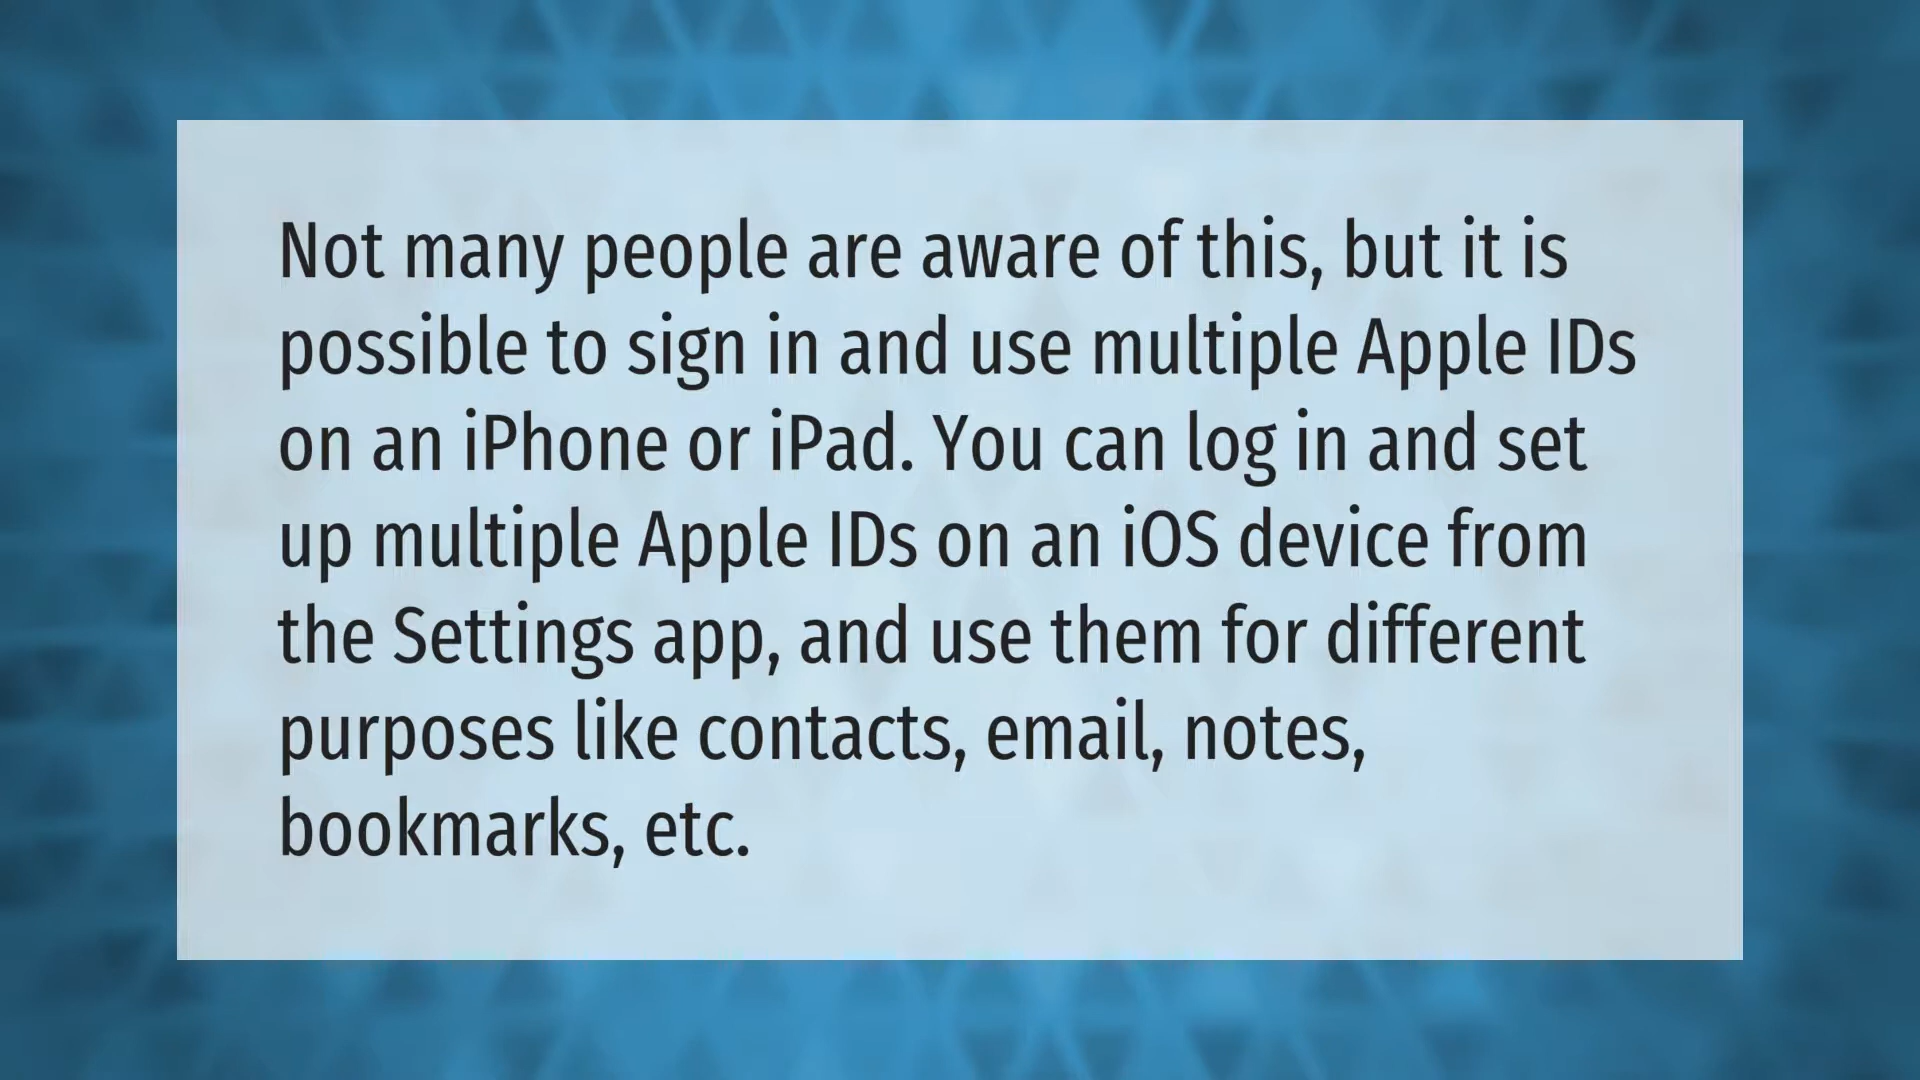 Not many people are aware of this, but it is
possible to sign in and use multiple Apple IDs
on an iPhone or iPad. You can log in and set
up multiple Apple IDs on an iOS device from
the Settings app, and use them for different
purposes like contacts, email, notes,
bookmarks, etc.